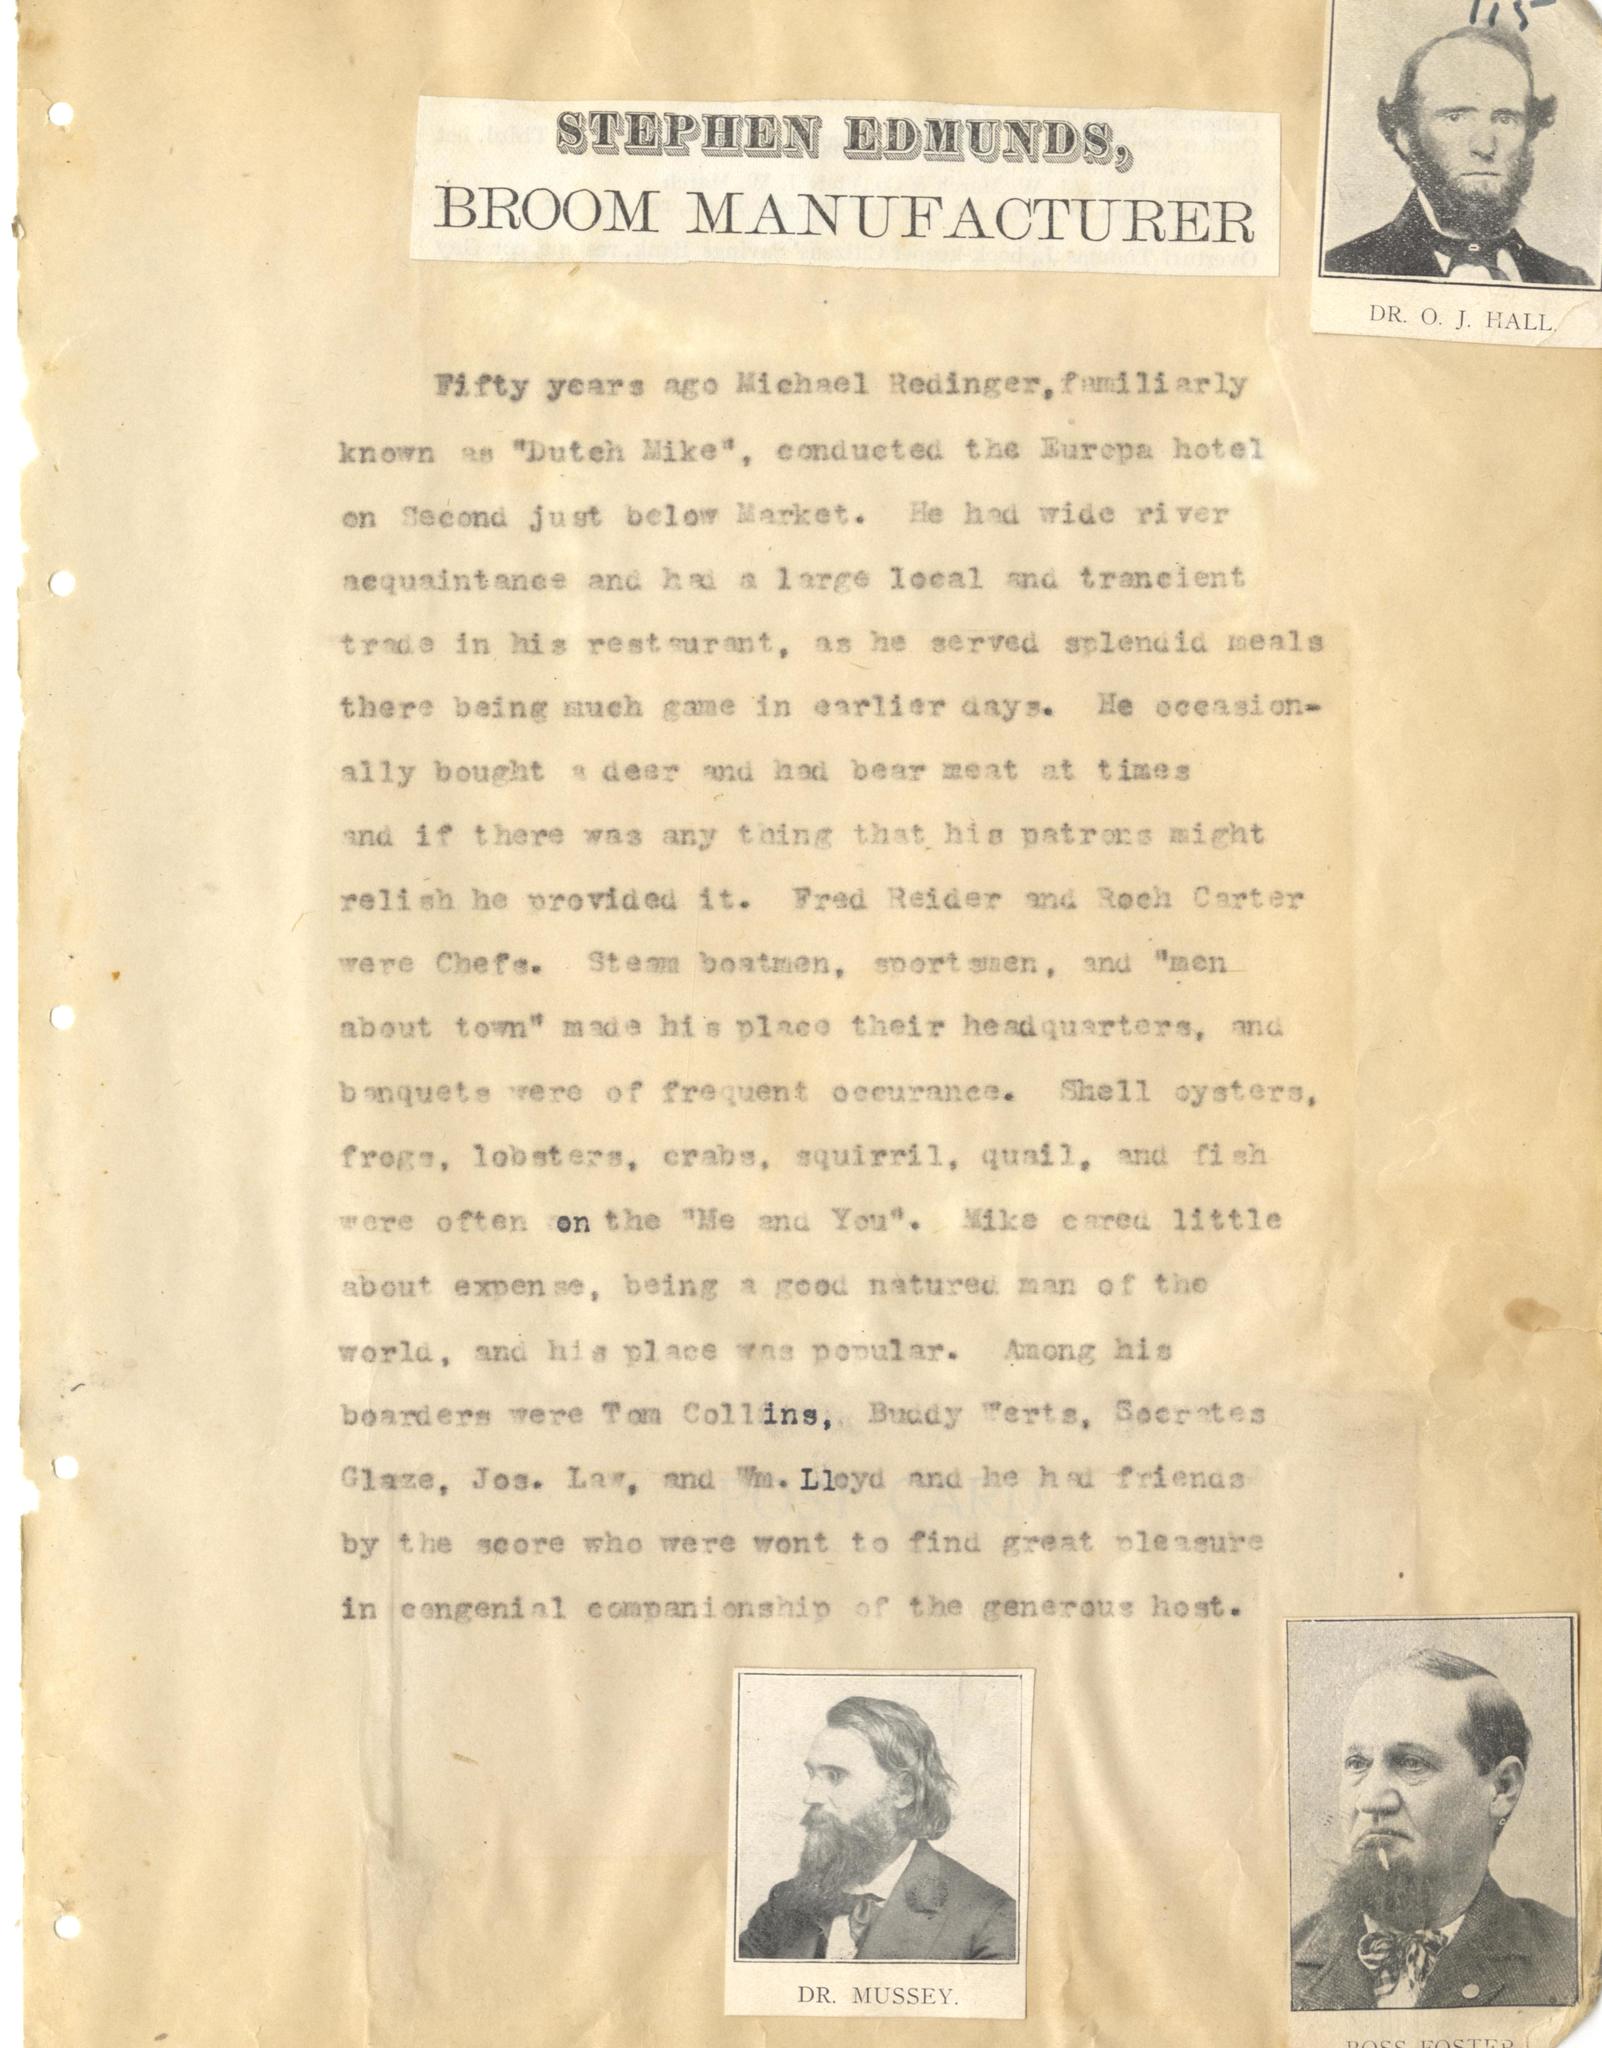 115
STEPHEN EDMUNDS,
BROOM MANUFACTURER
DR. O. J. HALL.
Fifty years ago Michael Redinger, familiarly
known as "Dutch Mike", conducted the Europa hotel
on Second just below Market. He had wide river
acquaintance and had a large local and trancient
trade in his restaurant, as he served splendid meals
there being much game in earlier days. He occasion-
ally bought a deer and had bear meat at times
and if there was any thing that his patrons might
relish he provided it. Fred Reider and Roch Carter
were Chefs. Steam boatmen, sportsmen, and "men
about town" made his place their headquarters, and
banquets were of frequent occurance. Shell oysters,
frogs, lobsters, crabs, squirril, quail, and fish
were often on the "Me and You". Mike cared little
about expense, being a good natured man of the
world, and his place was popular. Among his
boarders were Tom Collins, Buddy Werts, Socrates
Glaze, Jos. Law, and Wm. Lloyd and he had friends
by the score who were wont to find great pleasure
in congenial companionship of the generous host.
DR. MUSSEY.
ROSS FOSTER